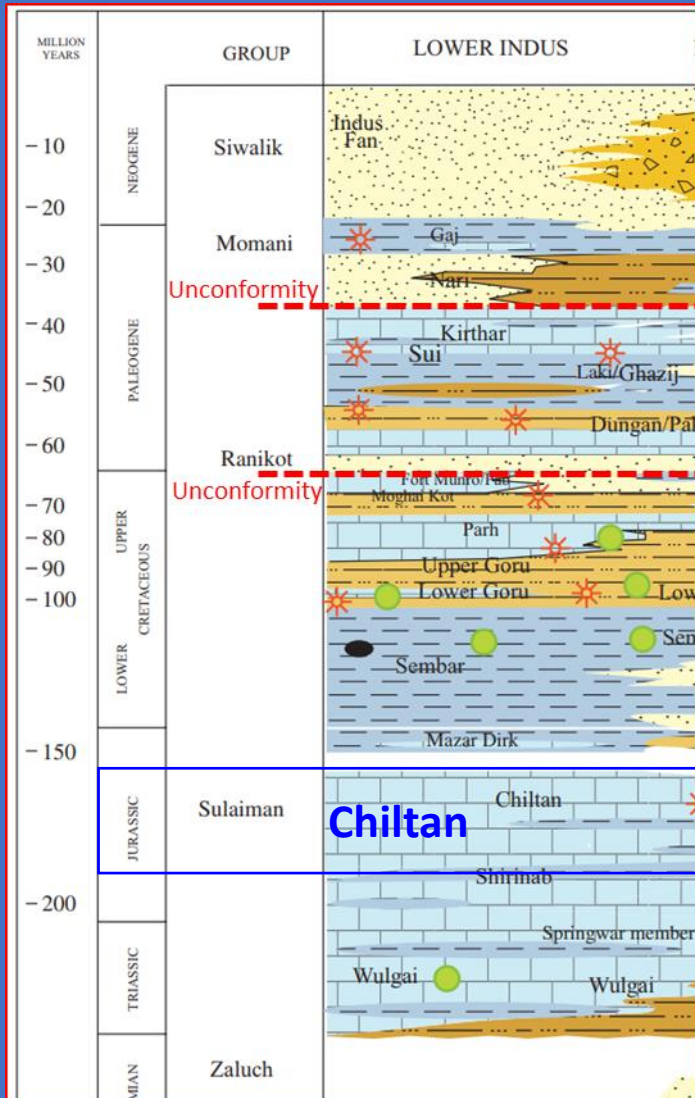 MILLION
YEARS
GROUP
LOWER INDUS
Indus
Fan
-10
Siwalik
NEOGENE
-20
Momani
Gaj
-30
Unconformity
Nari
-40
Kirthar
Sui
Laki/Ghazij
PALEOGENE
-50
Dungan/
-60
Ranikot
Unconformity
Fort Munro/
Moghal Kot
-70
UPPER
Parh
-80
-90
Upper Goru
CRETACEOUS
-100
Lower Goru
Low
Sem
Sembar
LOWER
Mazar Dirk
-150
Chiltan
Sulaiman
Chiltan
JURASSIC
Shirinab
-200
Springwar member
TRIASSIC
Wulgai
Wulgai
Zaluch
MIAN